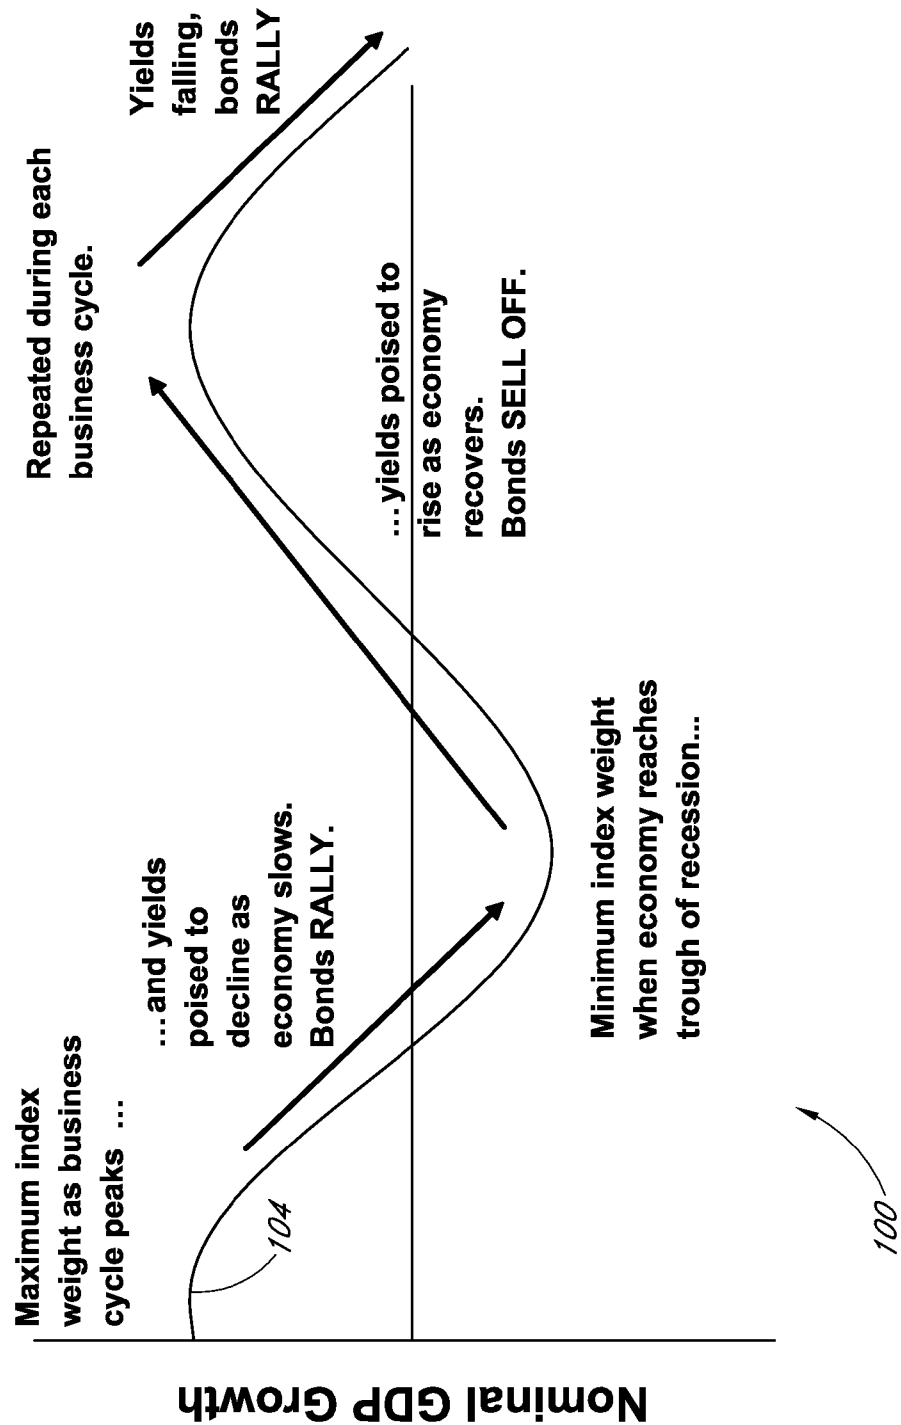 Maximum index
weight as business
cycle peaks ...
...and yields
poised to
decline as
economy slows.
Bonds RALLY.
Repeated during each
business cycle.
Yields
falling,
bonds
RALLY
...yields poised to
rise as economy
recovers.
Bonds SELL OFF.
Minimum index weight
when economy reaches
trough of recession...
Nominal GDP Growth
104
100